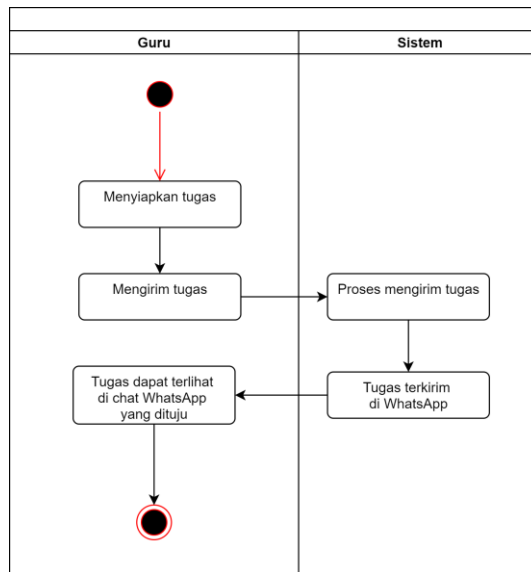 Guru
Sistem
Menyiapkan tugas
Mengirim tugas
Proses mengirim tugas
Tugas terkirim
di WhatsApp
Tugas dapat terlihat
di chat WhatsApp
yang dituju